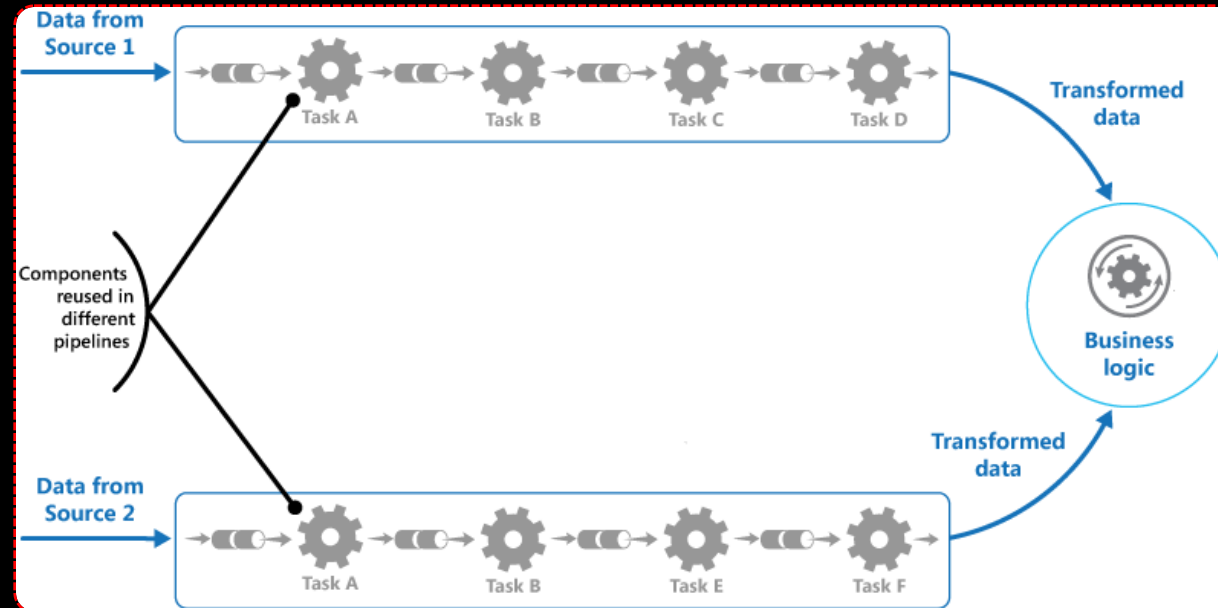 Data from
Source 1
Task A
Task B
Task C
Task D
Transformed
data
Components
reused in
different
pipelines
Business
logic
Transformed
data
Data from
Source 2
Task A
Task B
Task E
Task F